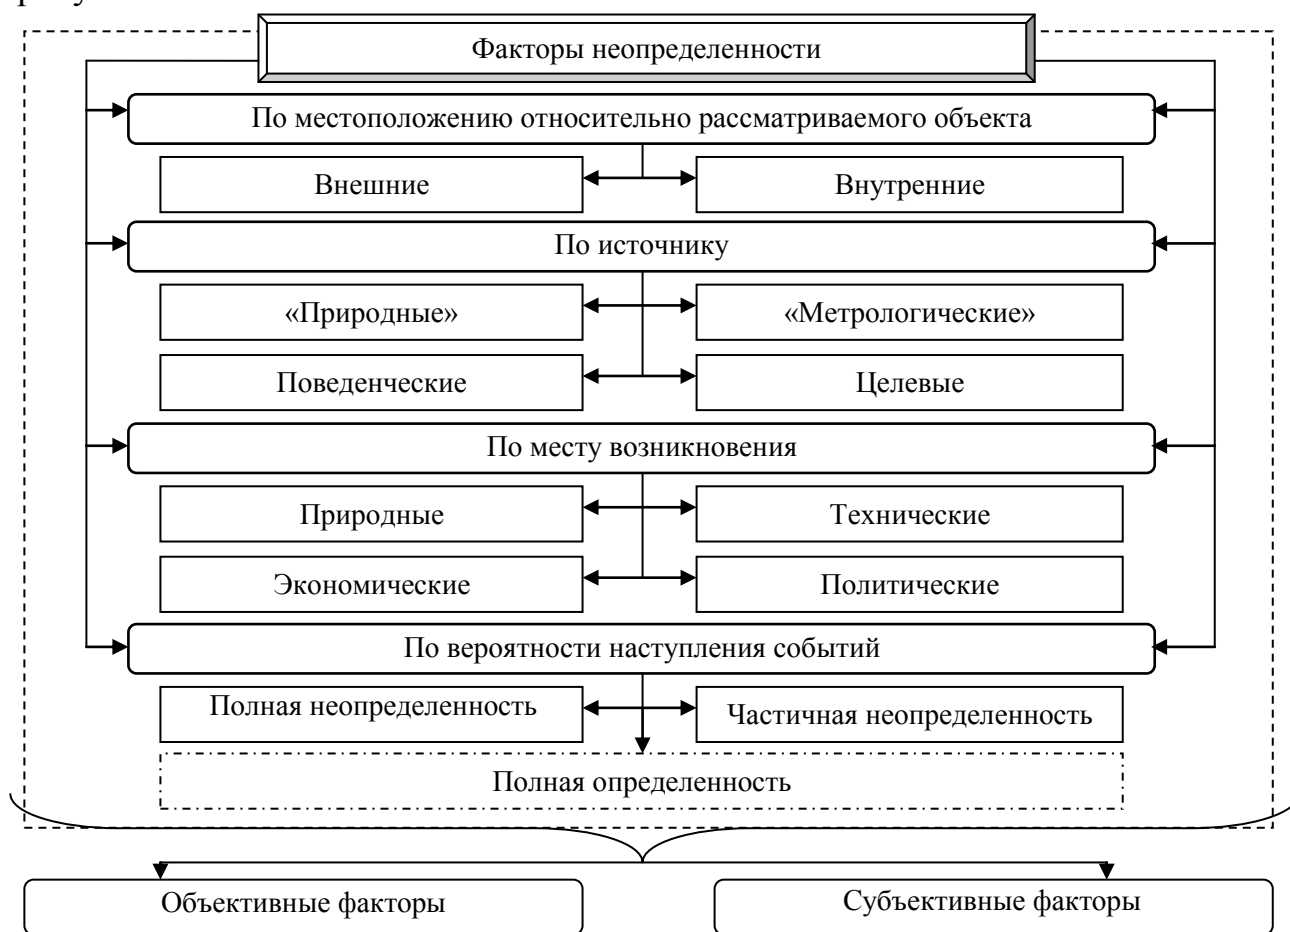 Факторы неопределенности
По местоположению относительно рассматриваемого объекта
Внешние
Внутренние
По источнику
«Природные»
«Метрологические»
Поведенческие
Целевые
По месту возникновения
Природные
Технические
Экономические
Политические
По вероятности наступления событий
Полная неопределенность
Частичная неопределенность
Полная определенность
Объективные факторы
Субъективные факторы